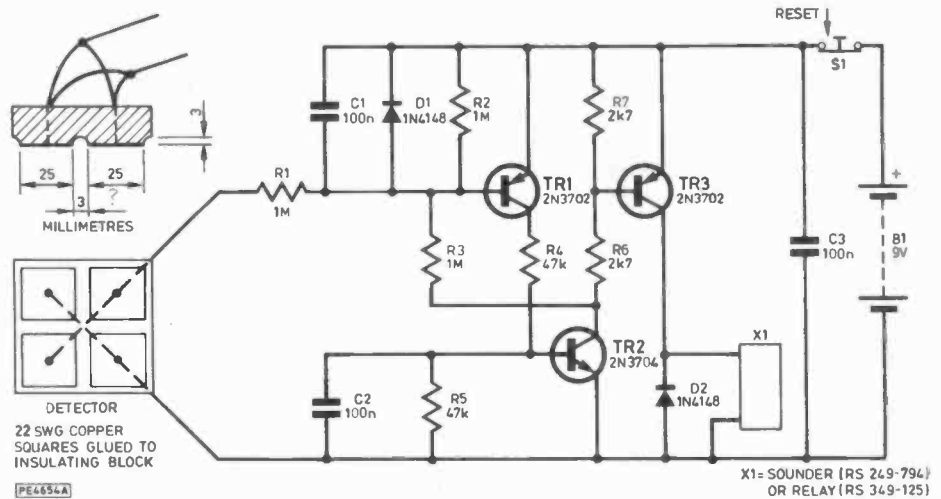 RESET
S1
3
25
25
3
?
MILLIMETRES
C1
100n
D1
1N4148
R2
1M
R7
2k7
R1
1M
TR1
2N3702
TR3
2N3702
R3
1M
R4
47k
R6
2k7
C3
100n
+
B1
9V
TR2
2N3704
X1
C2
100n
R5
47k
D2
1N4148
DETECTOR
22 SWG COPPER
SQUARES GLUED TO
INSULATING BLOCK
PE4654A
X1= SOUNDER (RS 249-794)
OR RELAY (RS 349-125)